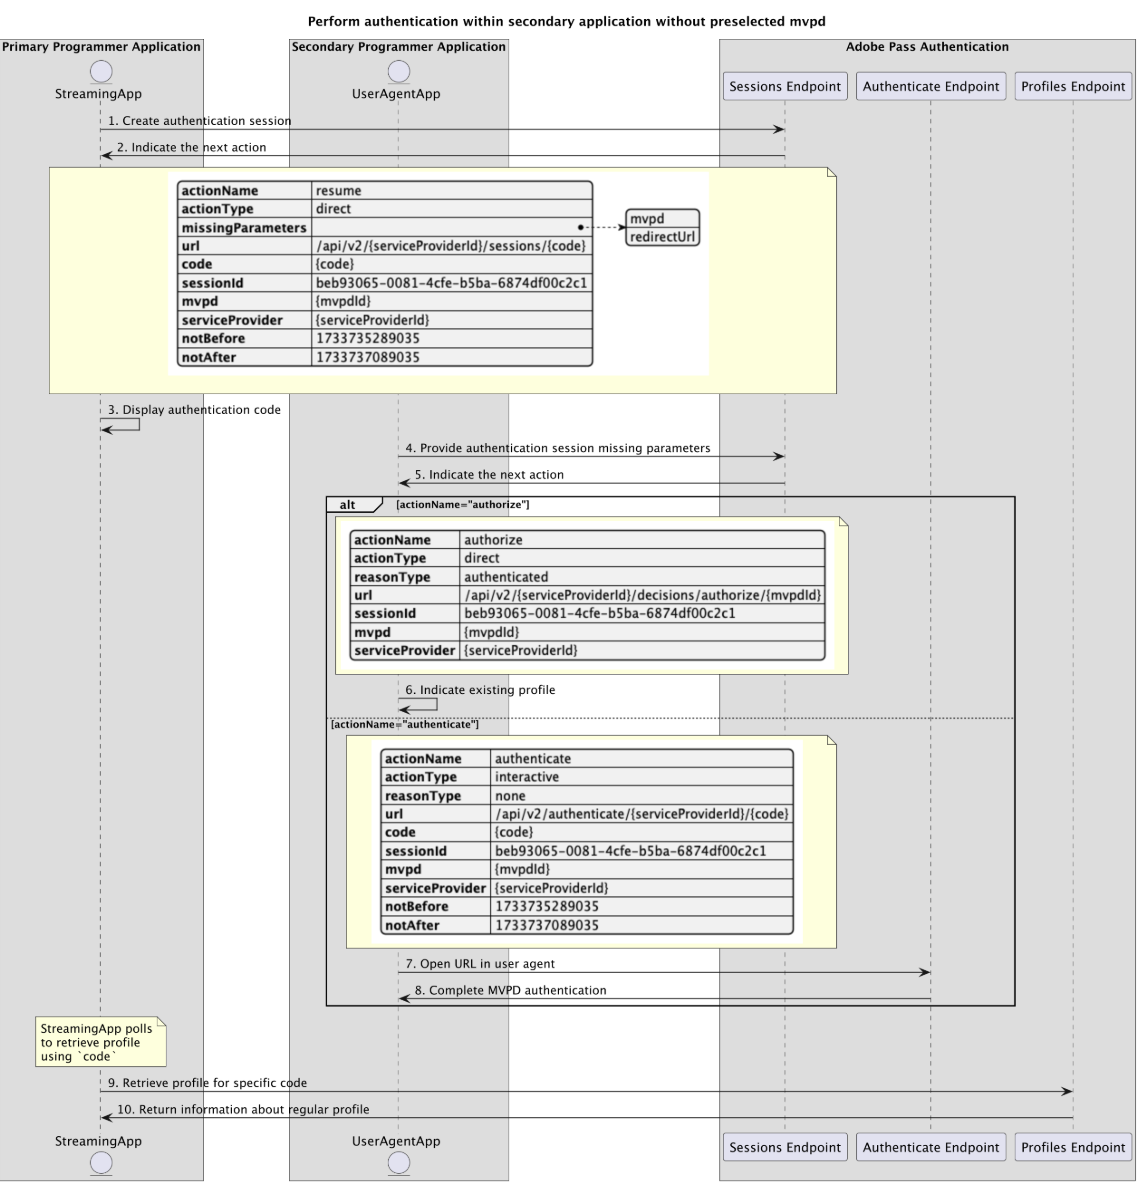 Perform authentication within secondary application without preselected mvpd
Primary Programmer Application
Secondary Programmer Application
Adobe Pass Authentication
StreamingApp
UserAgentApp
Sessions Endpoint
Authenticate Endpoint
Profiles Endpoint
1. Create authentication session
2. Indicate the next action
actionName resume
actionType direct
missingParameters
mvpd
redirectUrl
url /api/v2/{serviceProviderId}/sessions/{code}
code {code}
sessionId beb93065-0081-4cfe-b5ba-6874df00c2c1
mvpd {mvpdId}
serviceProvider {serviceProviderId}
notBefore 1733735289035
notAfter 1733737089035
3. Display authentication code
4. Provide authentication session missing parameters
5. Indicate the next action
alt [actionName="authorize"]
actionName authorize
actionType direct
reasonType authenticated
url /api/v2/{serviceProviderId}/decisions/authorize/{mvpdId}
sessionId beb93065-0081-4cfe-b5ba-6874df00c2c1
mvpd {mvpdId}
serviceProvider {serviceProviderId}
6. Indicate existing profile
[actionName="authenticate"]
actionName authenticate
actionType interactive
reasonType none
url /api/v2/authenticate/{serviceProviderId}/{code}
code {code}
sessionId beb93065-0081-4cfe-b5ba-6874df00c2c1
mvpd {mvpdId}
serviceProvider {serviceProviderId}
notBefore 1733735289035
notAfter 1733737089035
7. Open URL in user agent
8. Complete MVPD authentication
StreamingApp polls
to retrieve profile
using `code`
9. Retrieve profile for specific code
10. Return information about regular profile
StreamingApp
UserAgentApp
Sessions Endpoint
Authenticate Endpoint
Profiles Endpoint